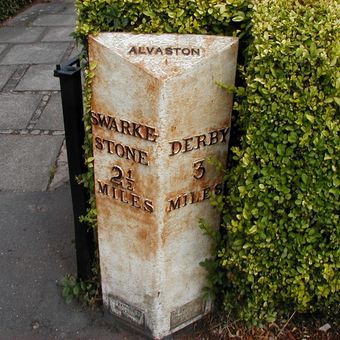 ALVASTON
SWARKE-
STONE
2½
MILES
DERBY
3
MILES